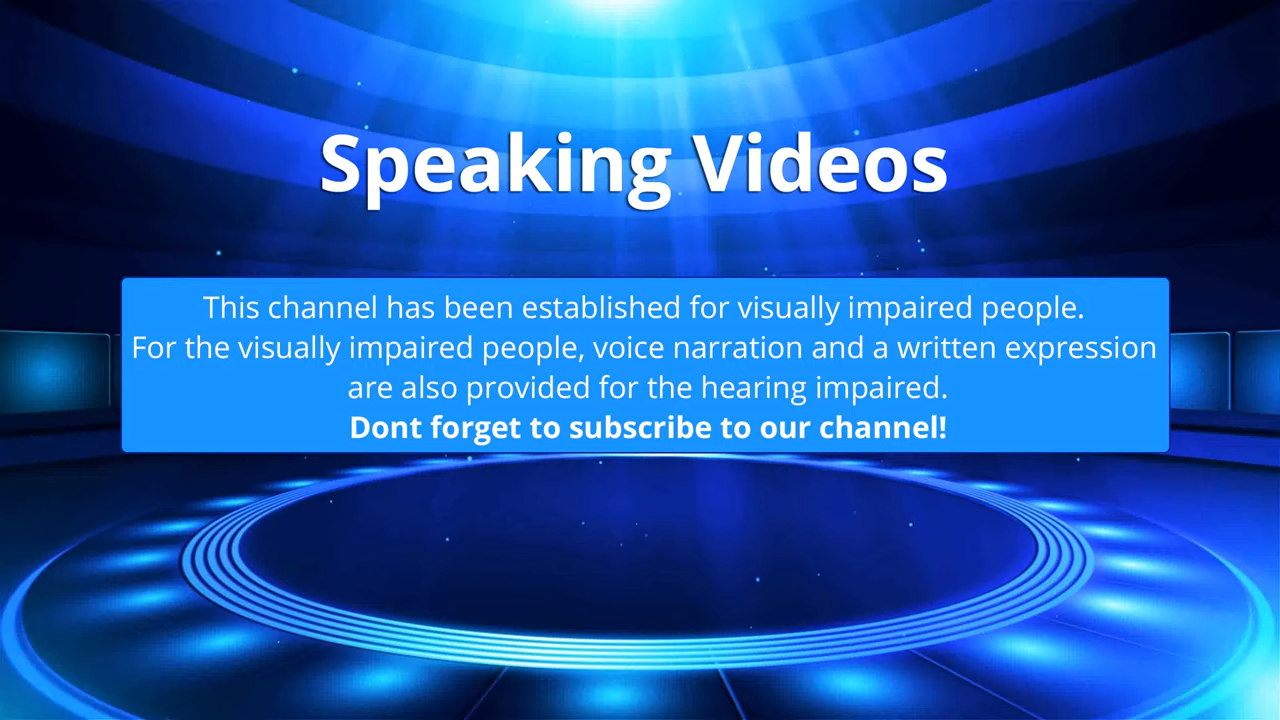 Speaking Videos
This channel has been established for visually impaired people.
For the visually impaired people, voice narration and a written expression
are also provided for the hearing impaired.
Dont forget to subscribe to our channel!